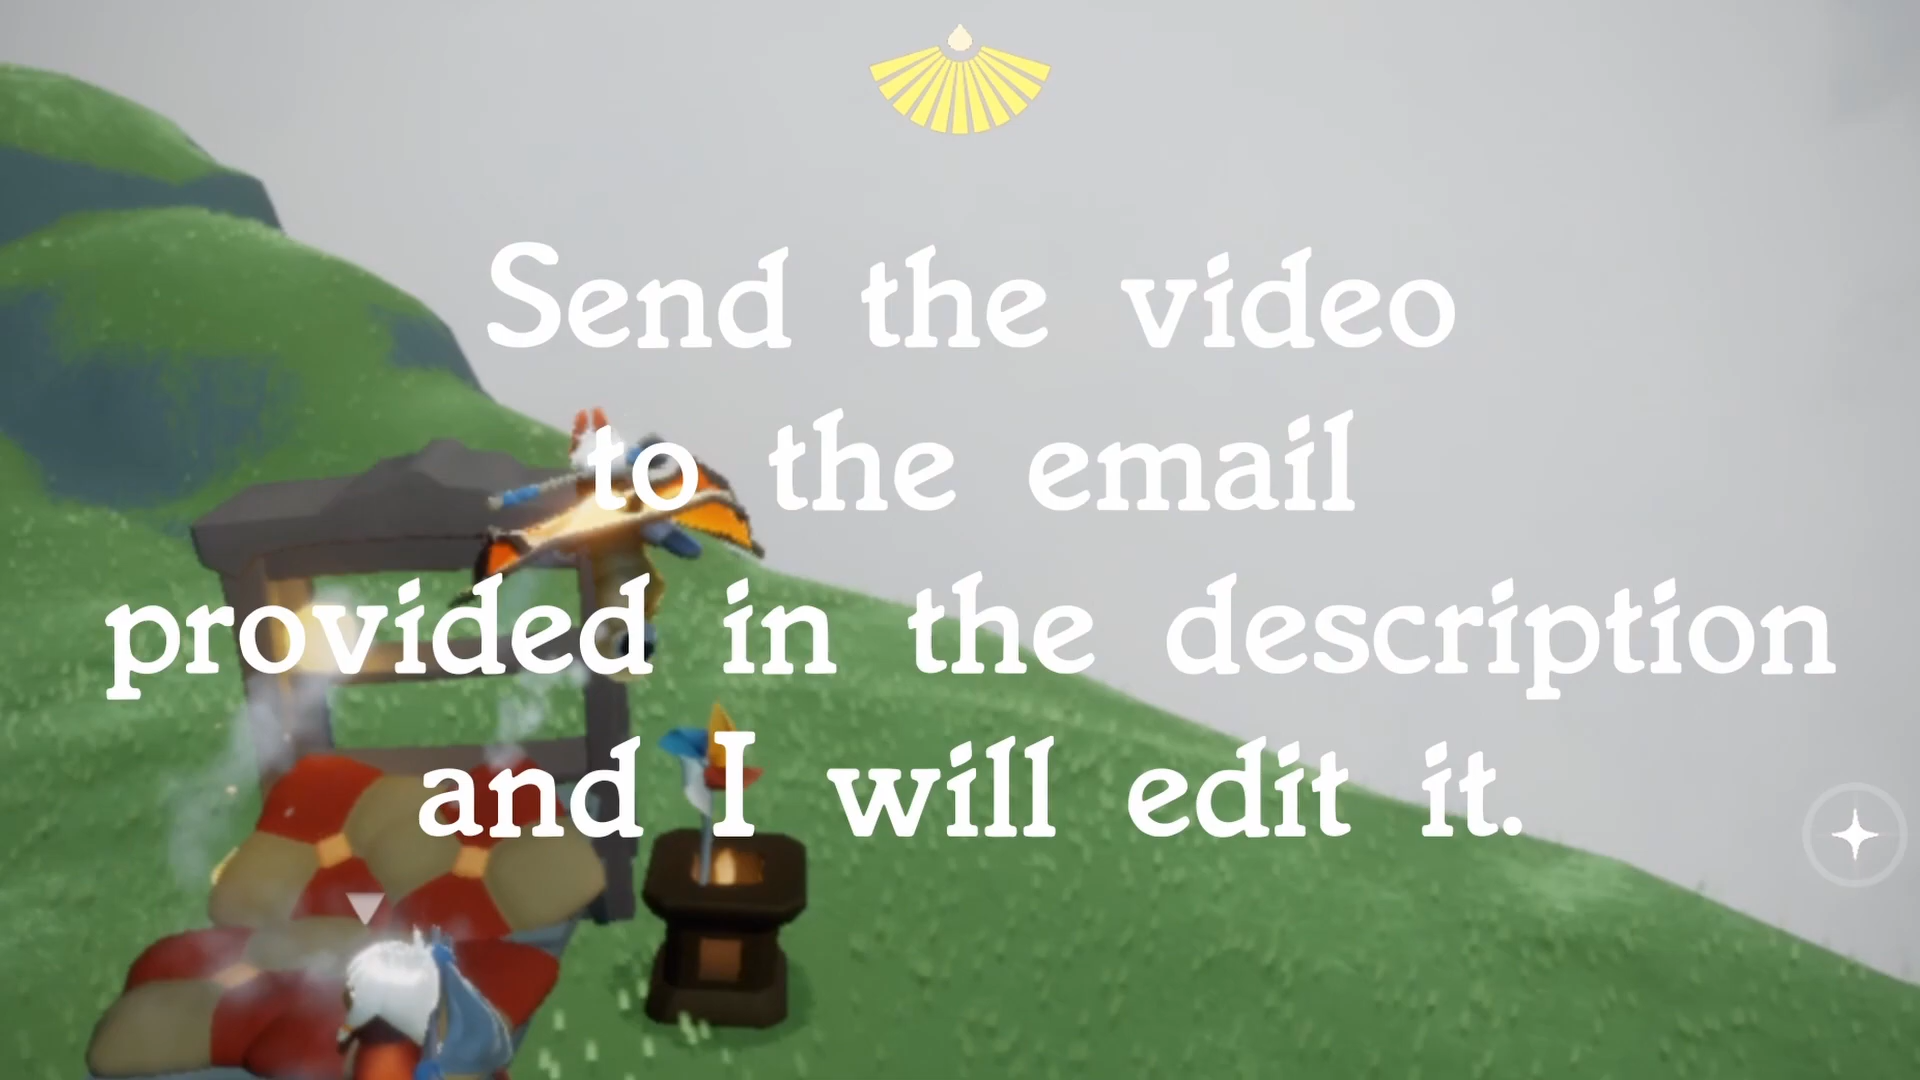 Send the video
to the email
provided in the description
and I will edit it.